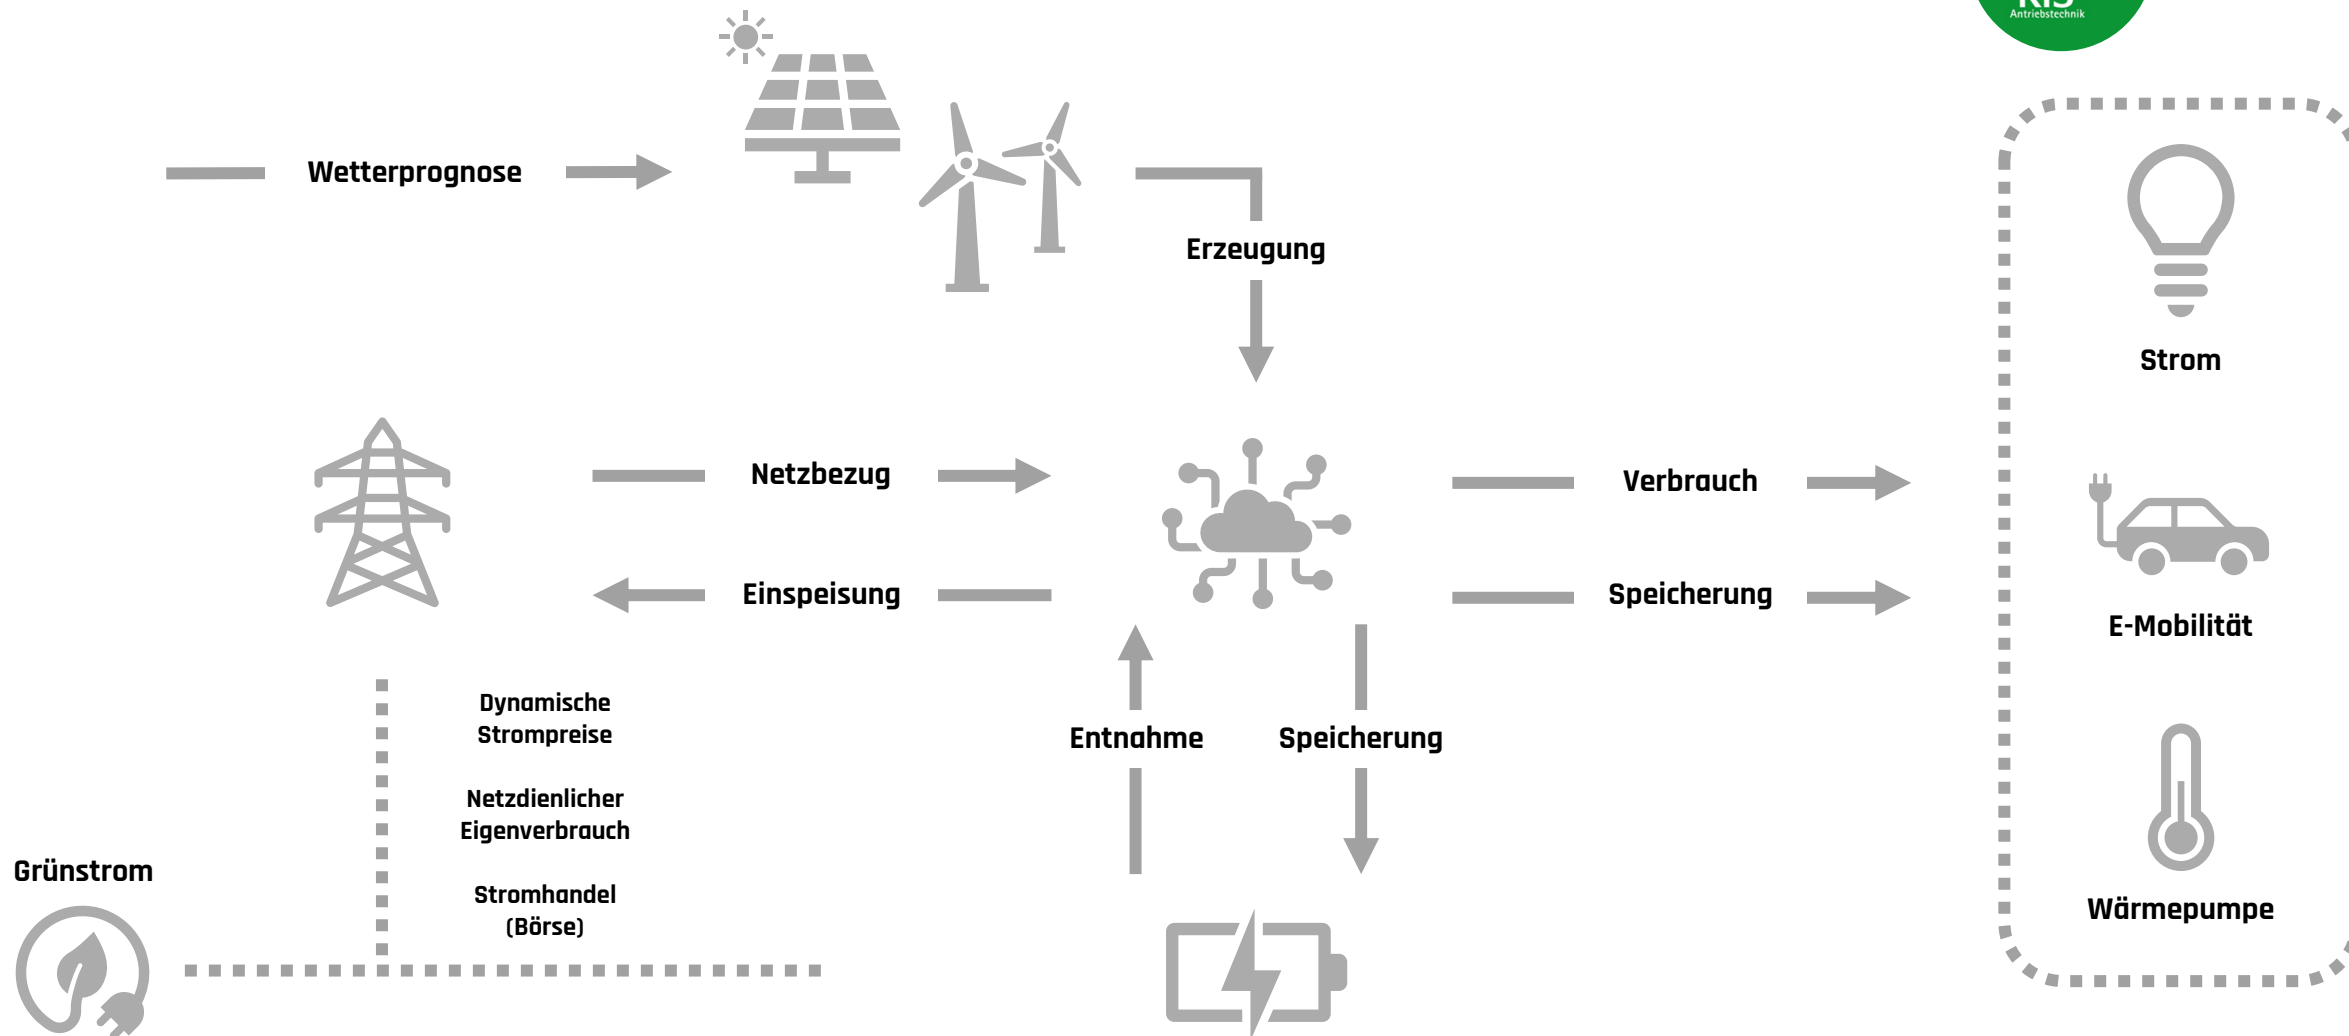 Antriebstechnik
Wetterprognose
Erzeugung
Strom
Netzbezug
Verbrauch
Einspeisung
Speicherung
E-Mobilität
Dynamische
Strompreise
Entnahme
Speicherung
Netzdienlicher
Eigenverbrauch
Grünstrom
Stromhandel
(Börse)
Wärmepumpe